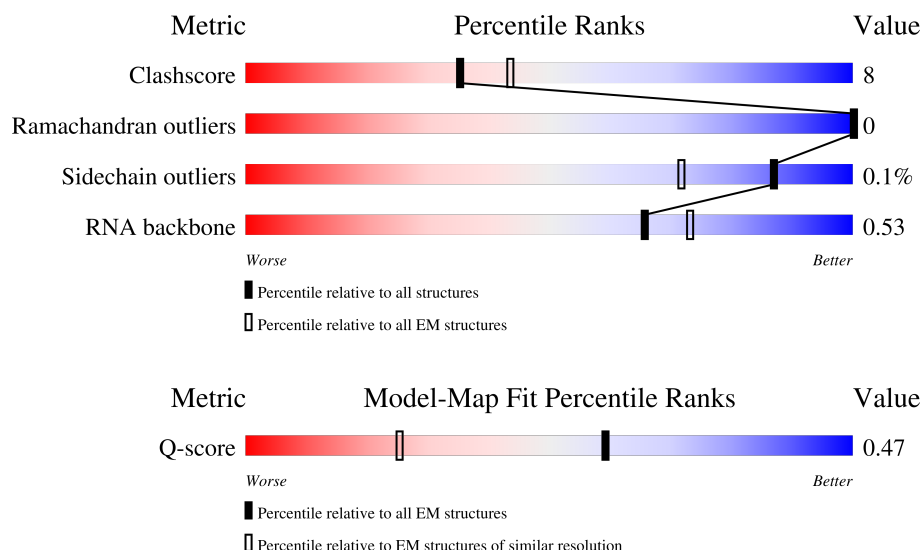 Metric Percentile Ranks Value
Clashscore 8
Ramachandran outliers 0
Sidechain outliers 0.1%
RNA backbone 0.53
Worse Better
Percentile relative to all structures
Percentile relative to all EM structures
Metric Model-Map Fit Percentile Ranks Value
Q-score 0.47
Worse Better
Percentile relative to all EM structures
Percentile relative to EM structures of similar resolution